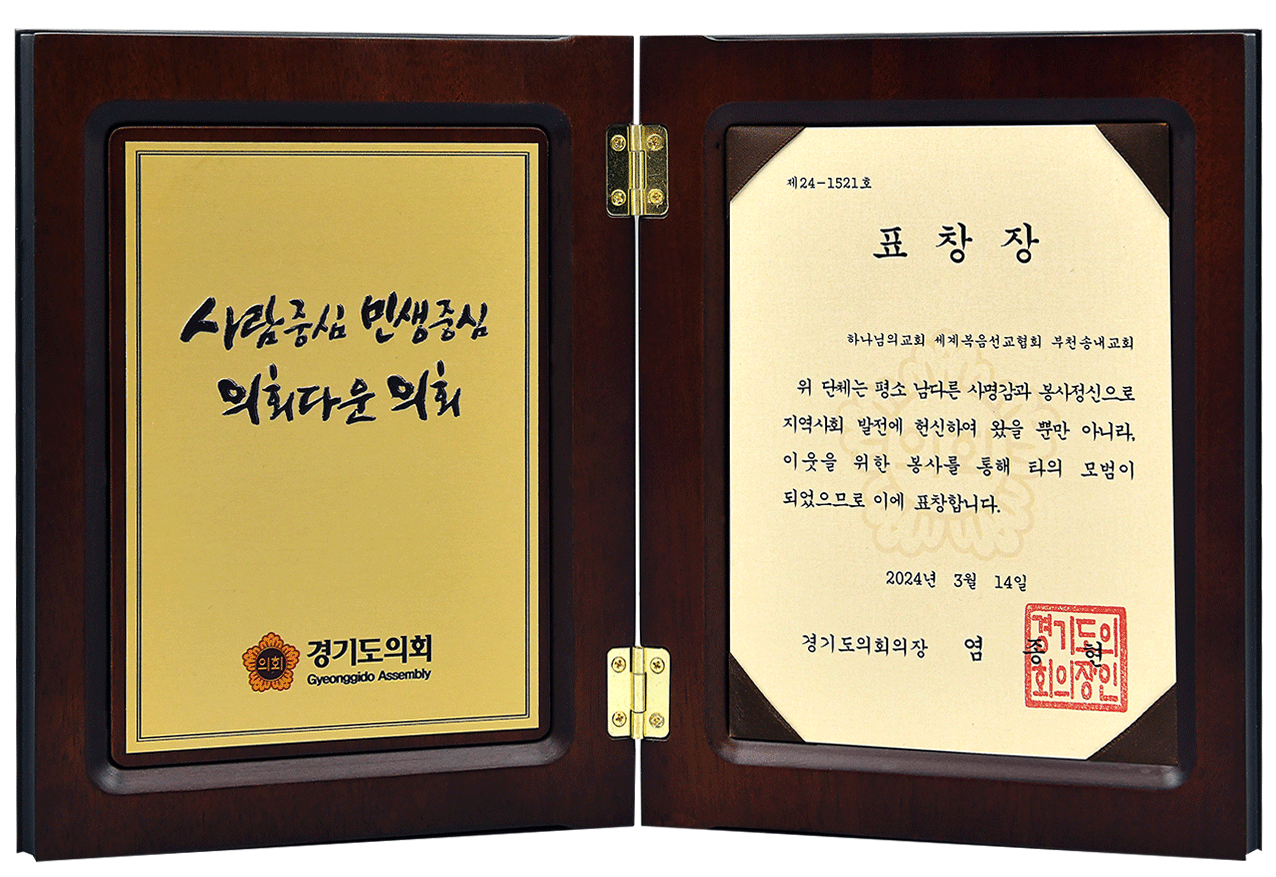 사람중심 민생중심
의회다운 의회
의회
경기도의회
Gyeonggido Assembly
제24-1521호
표 창 장
하나님의교회 세계복음선교협회 부천송내교회
위 단체는 평소 남다른 사명감과 봉사정신으로
지역사회 발전에 헌신하여 왔을 뿐만 아니라,
이웃을 위한 봉사를 통해 타의 모범이
되었으므로 이에 표창합니다.
2024년 3월 14일
경기도의회의장 염 종 현
경기도의
회의장인